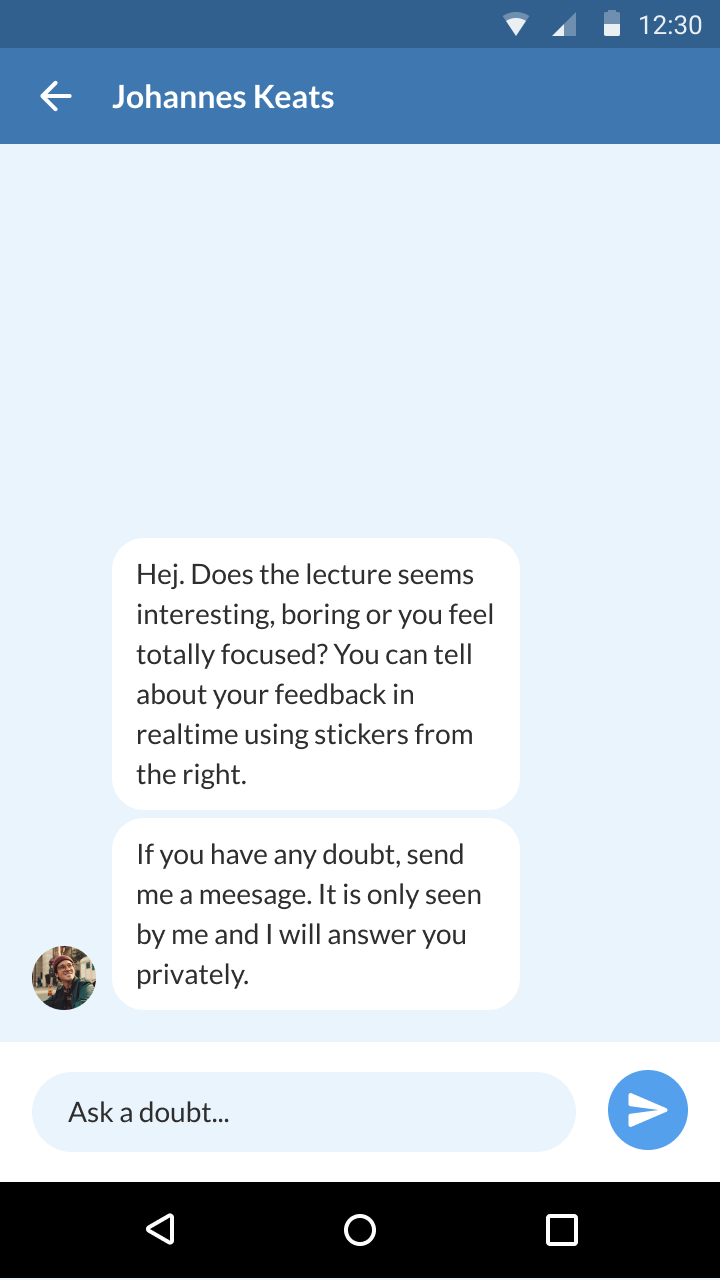 12:30
Johannes Keats
Hej. Does the lecture seems
interesting, boring or you feel
totally focused? You can tell
about your feedback in
realtime using stickers from
the right.
If you have any doubt, send
me a meesage. It is only seen
by me and I will answer you
privately.
Ask a doubt...